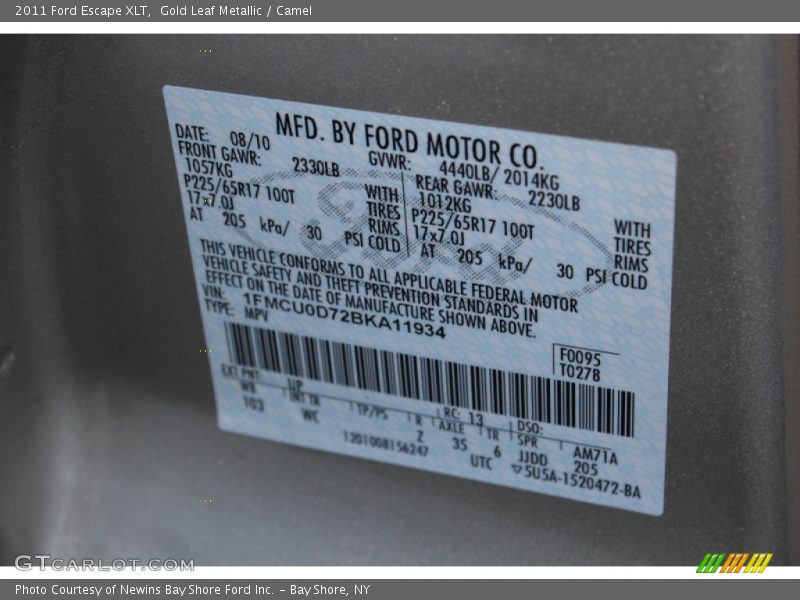 2011 Ford Escape XLT, Gold Leaf Metallic / Camel
MFD. BY FORD MOTOR CO.
DATE: 08/10 GVWR: 4440LB/ 2014KG
FRONT GAWR: 2330LB REAR GAWR: 2230LB
1057KG WITH 1012KG WITH
P225/65R17 100T TIRES P225/65R17 100T TIRES
17x7.0J RIMS 17x7.0J RIMS
AT 205 kPa/ 30 PSI COLD AT 205 kPa/ 30 PSI COLD
THIS VEHICLE CONFORMS TO ALL APPLICABLE FEDERAL MOTOR
VEHICLE SAFETY AND THEFT PREVENTION STANDARDS IN
EFFECT ON THE DATE OF MANUFACTURE SHOWN ABOVE.
VIN: 1FMCU0D72BKA11934
TYPE: MPV
F0095
T0278
EXT PNT: UP RC: 13 DSO:
WB INT TR TP/PS R AXLE TR SPR AM71A
103 WC Z 35 6 JJDD 205
1201008156247 UTC ▽5U5A-1520472-BA
GTCARLOT.COM
Photo Courtesy of Newins Bay Shore Ford Inc. - Bay Shore, NY